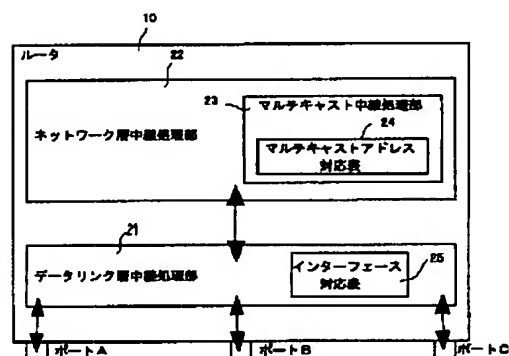 10
ルータ
22
ネットワーク層中継処理部
23
マルチキャスト中継処理部
24
マルチキャストアドレス
対応表
21
データリンク層中継処理部
インターフェース
対応表
25
ポートA
ポートB
ポートC